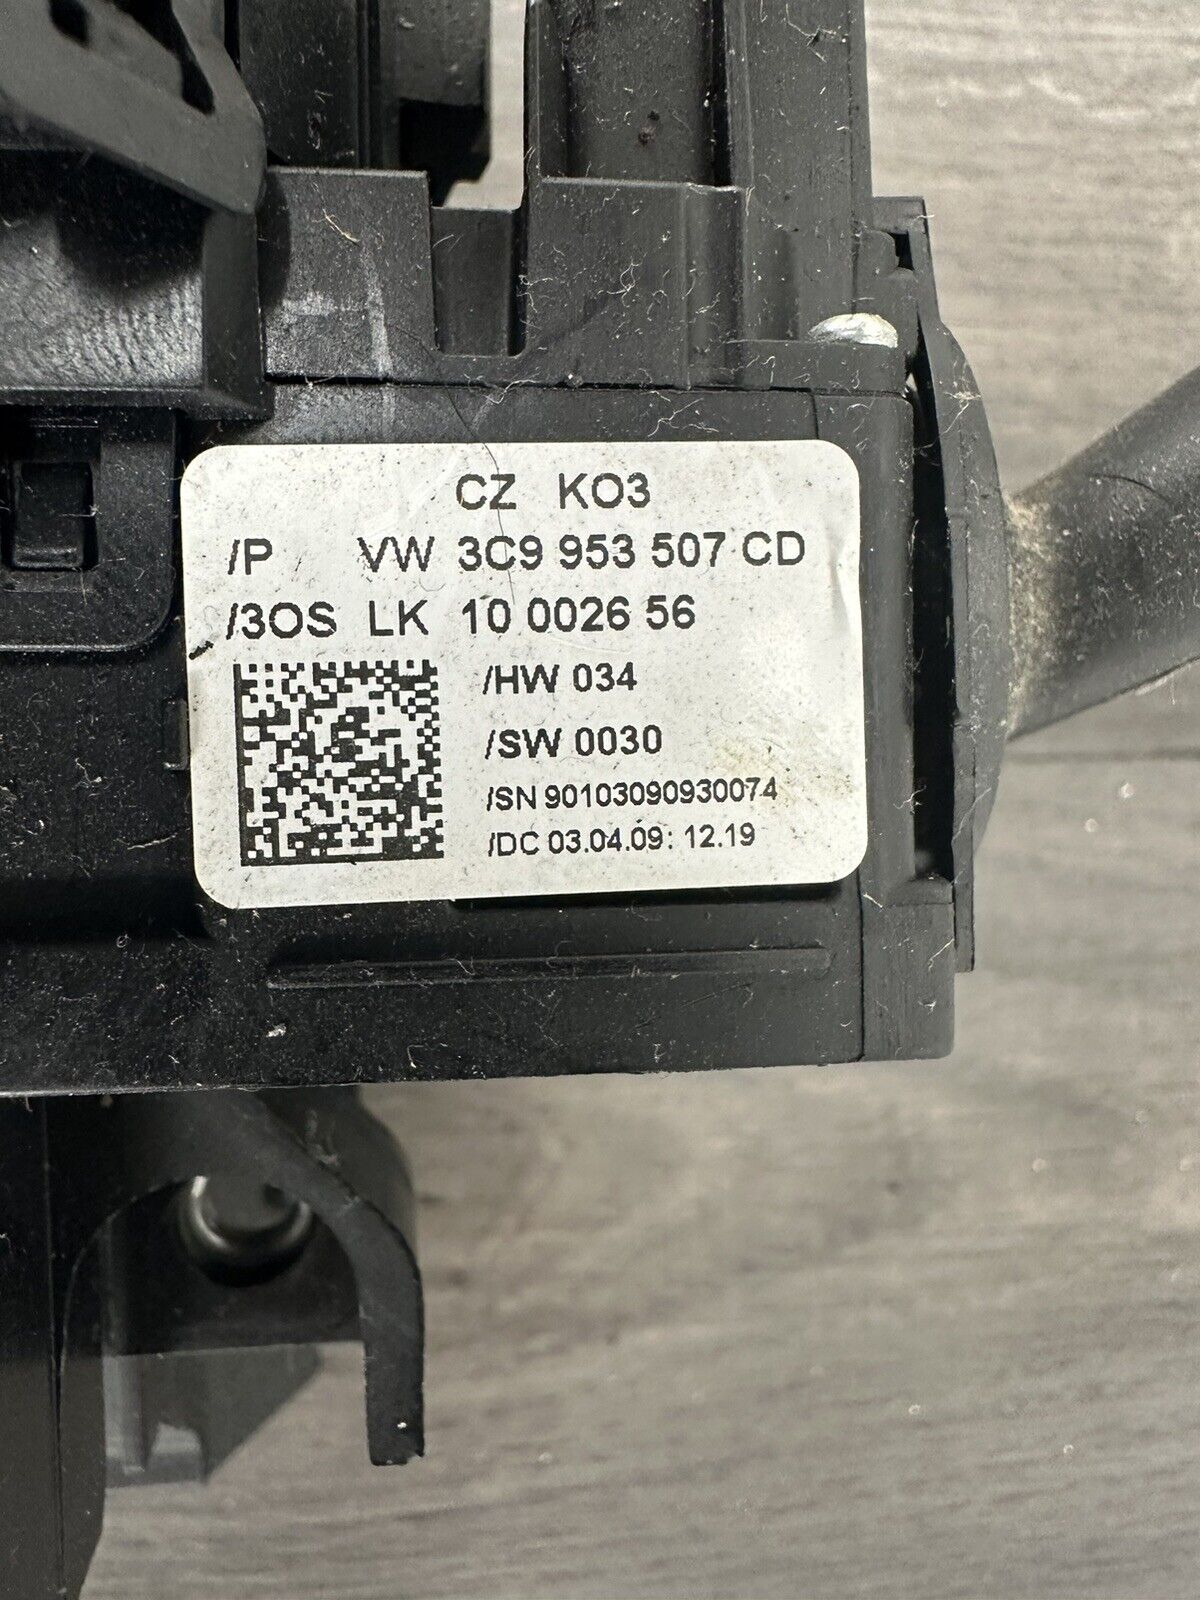 CZ KO3
/P VW 3C9 953 507 CD
/3OS LK 10 0026 56
/HW 034
/SW 0030
/SN 90103090930074
/DC 03.04.09: 12.19